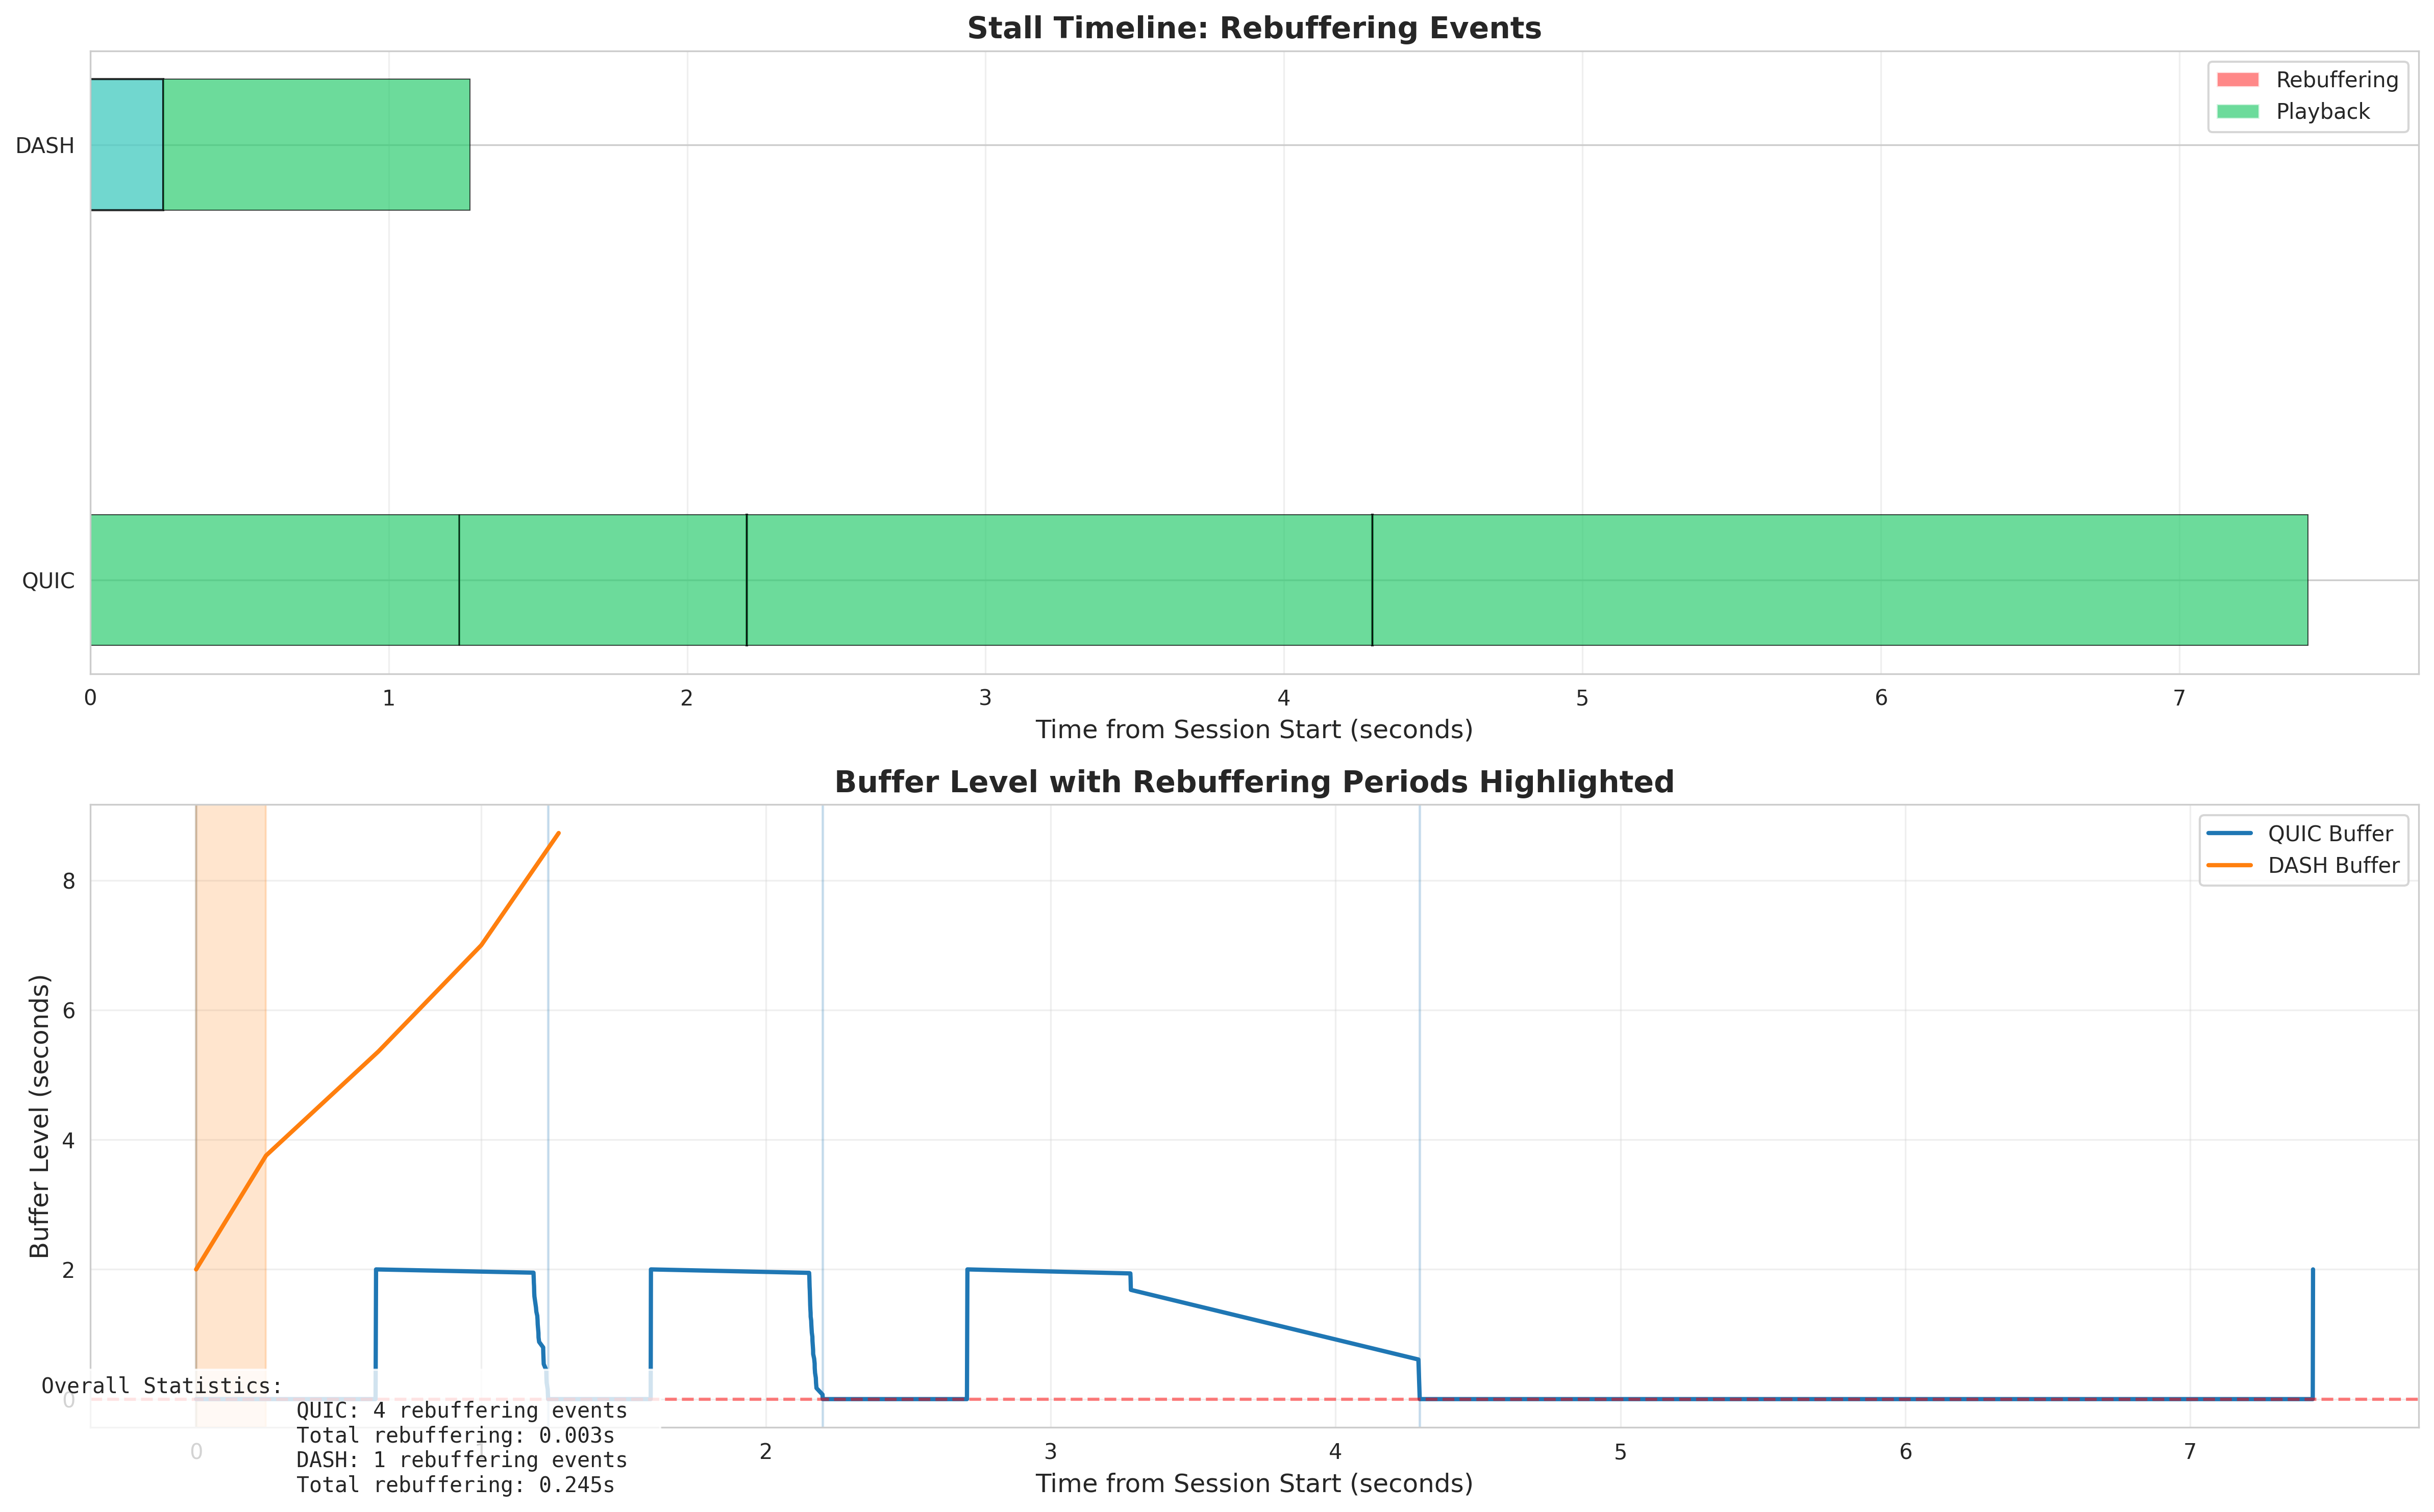 Stall Timeline: Rebuffering Events
Rebuffering
Playback
DASH
QUIC
0 1 2 3 4 5 6 7
Time from Session Start (seconds)
Buffer Level with Rebuffering Periods Highlighted
QUIC Buffer
DASH Buffer
Buffer Level (seconds)
8
6
4
2
0
Overall Statistics:
QUIC: 4 rebuffering events
Total rebuffering: 0.003s
DASH: 1 rebuffering events
Total rebuffering: 0.245s
0 1 2 3 4 5 6 7
Time from Session Start (seconds)